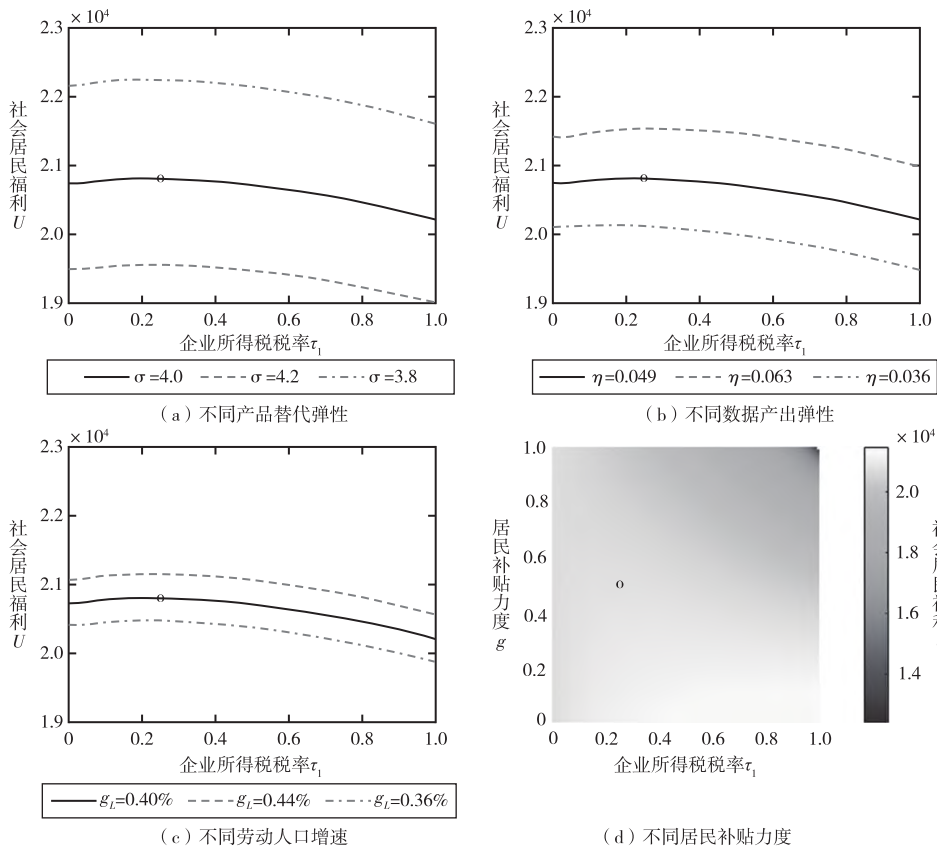 × 10⁴
2.3
2.2
2.1
2.0
1.9
社会居民福利U
0 0.2 0.4 0.6 0.8 1.0
企业所得税税率τ₁
σ=4.0 σ=4.2 σ=3.8
（a）不同产品替代弹性
× 10⁴
2.3
2.2
2.1
2.0
1.9
社会居民福利U
0 0.2 0.4 0.6 0.8 1.0
企业所得税税率τ₁
η=0.049 η=0.063 η=0.036
（b）不同数据产出弹性
× 10⁴
2.3
2.2
2.1
2.0
1.9
社会居民福利U
0 0.2 0.4 0.6 0.8 1.0
企业所得税税率τ₁
g_L=0.40% g_L=0.44% g_L=0.36%
（c）不同劳动人口增速
1.0
0.8
0.6
0.4
0.2
0
居民补贴力度g
0 0.2 0.4 0.6 0.8 1.0
企业所得税税率τ₁
× 10⁴
2.0
1.8
1.6
1.4
（d）不同居民补贴力度